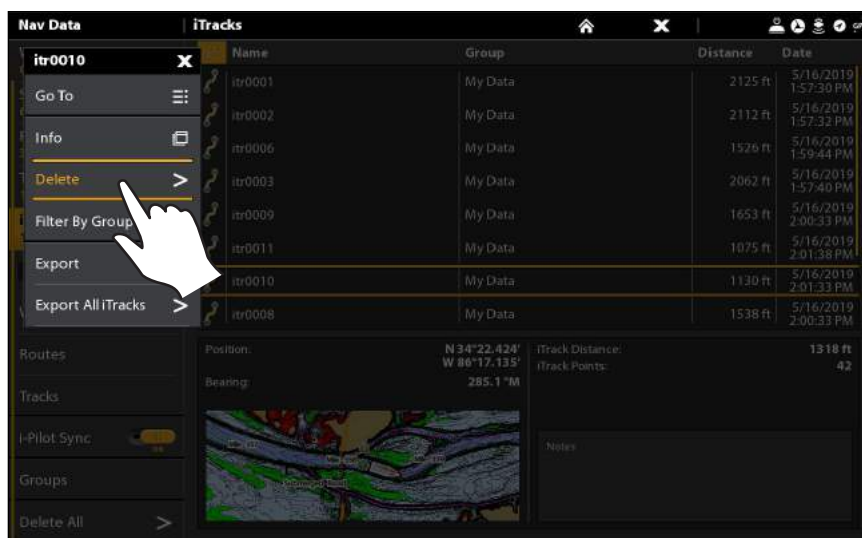 Nav Data
iTracks
itr0010 X
Go To
Info
Delete >
Filter By Group
Export
Export All iTracks >
Routes
Tracks
i-Pilot Sync
Groups
Delete All >
Name Group Distance Date
itr0001 My Data 2125 ft 5/16/2019 1:57:30 PM
itr0002 My Data 2112 ft 5/16/2019 1:57:32 PM
itr0006 My Data 1526 ft 5/16/2019 1:59:44 PM
itr0003 My Data 2062 ft 5/16/2019 1:57:40 PM
itr0009 My Data 1653 ft 5/16/2019 2:00:33 PM
itr0011 My Data 1075 ft 5/16/2019 2:01:38 PM
itr0010 My Data 1130 ft 5/16/2019 2:01:33 PM
itr0008 My Data 1538 ft 5/16/2019 2:00:33 PM
Position: N 34°22.424'
W 86°17.135'
Bearing: 285.1 °M
iTrack Distance: 1318 ft
iTrack Points: 42
Notes